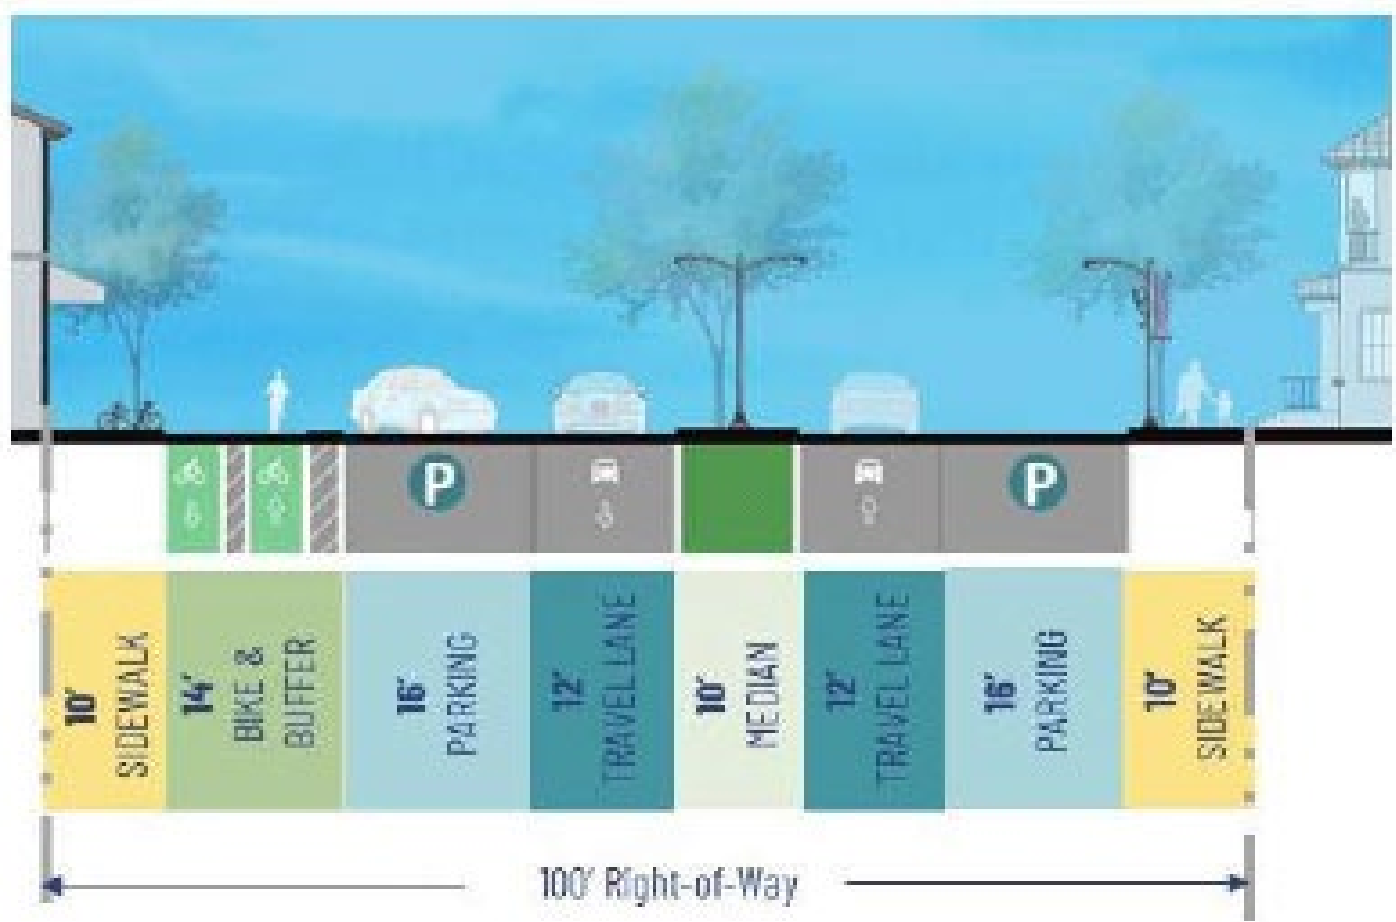 P
P
10'
SIDEWALK
14'
BIKE &
BUFFER
16'
PARKING
12'
TRAVEL LANE
10'
MEDIAN
12'
TRAVEL LANE
16'
PARKING
10'
SIDEWALK
100' Right-of-Way